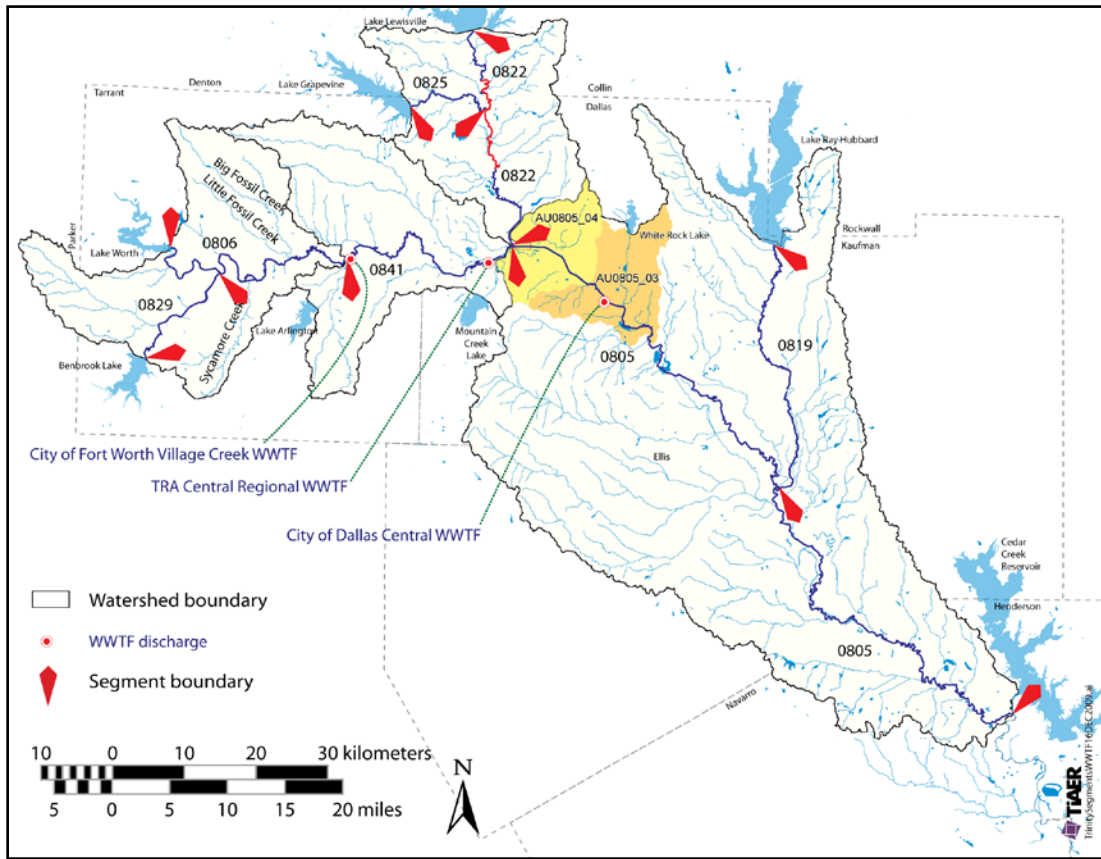 Lake Lewisville
0822
0825
Denton
Lake Grapevine
Tarrant
Collin
Dallas
Lake Ray Hubbard
Big Fossil Creek
Little Fossil Creek
0822
AU0805_04
White Rock Lake
Rockwall
Kaufman
Parker
Lake Worth
0806
0841
AU0805_03
0829
Lake Arlington
Mountain
Creek
Lake
0805
0819
Benbrook Lake
Sycamore Creek
City of Fort Worth Village Creek WWTF
Ellis
TRA Central Regional WWTF
City of Dallas Central WWTF
Cedar
Creek
Reservoir
Henderson
Watershed boundary
WWTF discharge
Segment boundary
0805
Navarro
10 0 10 20 30 kilometers
5 0 5 10 15 20 miles
N
TIAER
TrinitySegmentsWWTF16DEC2009.ai